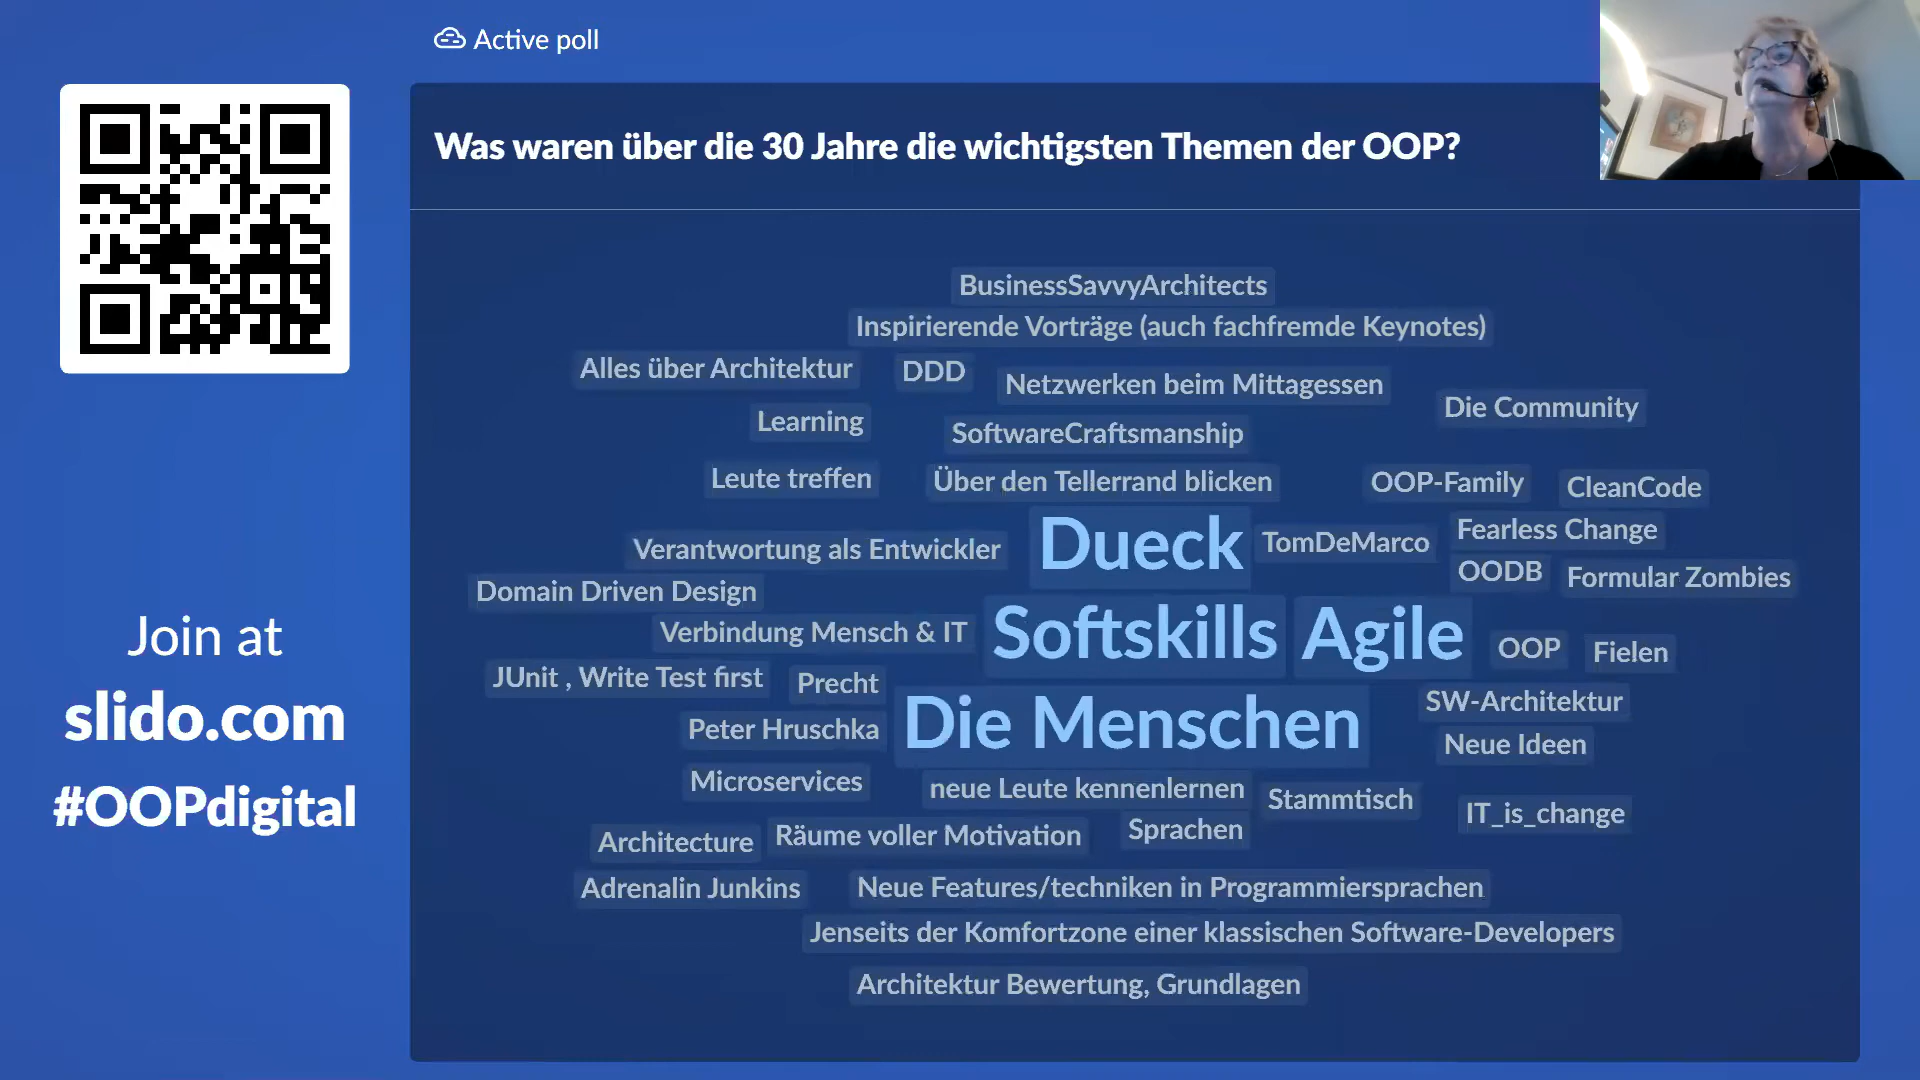 Active poll
Was waren über die 30 Jahre die wichtigsten Themen der OOP?
BusinessSavvyArchitects
Inspirierende Vorträge (auch fachfremde Keynotes)
Alles über Architektur
DDD
Netzwerken beim Mittagessen
Die Community
Learning
SoftwareCraftsmanship
Leute treffen
Über den Tellerrand blicken
OOP-Family
CleanCode
Dueck
TomDeMarco
Fearless Change
Verantwortung als Entwickler
OODB
Formular Zombies
Domain Driven Design
Verbindung Mensch & IT
Softskills
Agile
OOP
Fielen
JUnit , Write Test first
Precht
SW-Architektur
Peter Hruschka
Die Menschen
Neue Ideen
Microservices
neue Leute kennenlernen
Stammtisch
IT_is_change
Architecture
Räume voller Motivation
Sprachen
Adrenalin Junkins
Neue Features/techniken in Programmiersprachen
Jenseits der Komfortzone einer klassischen Software-Developers
Architektur Bewertung, Grundlagen
Join at
slido.com
#OOPdigital